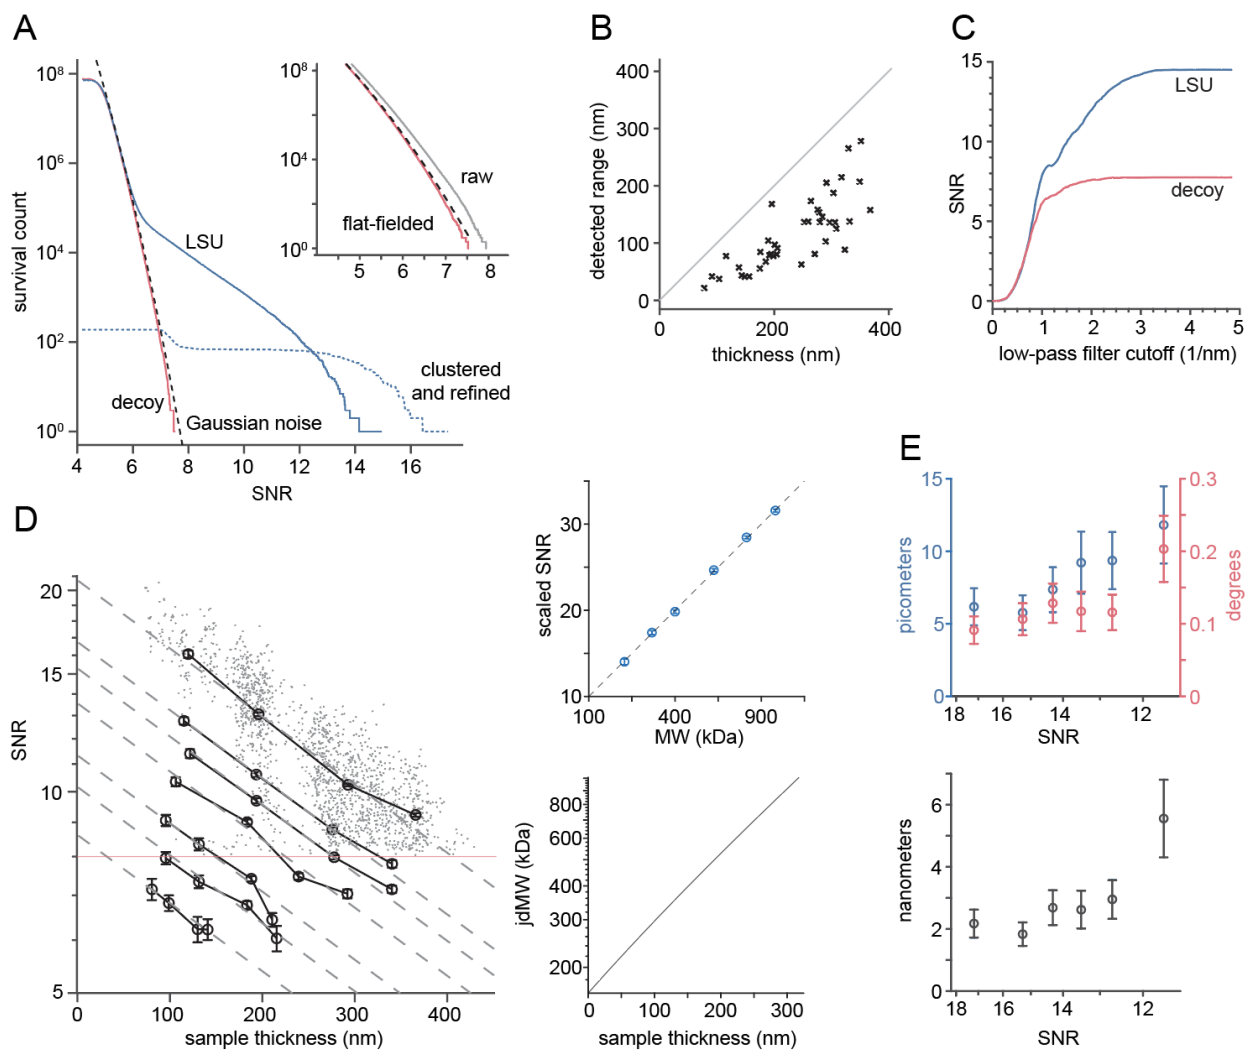 A
survival count
10⁸
10⁶
10⁴
10²
10⁰
4 6 8 10 12 14 16
SNR
LSU
decoy
Gaussian noise
clustered
and refined
10⁸
10⁴
10⁰
5 6 7 8
raw
flat-fielded
B
detected range (nm)
400
300
200
100
0
0 200 400
thickness (nm)
C
SNR
15
10
5
0
0 1 2 3 4 5
low-pass filter cutoff (1/nm)
LSU
decoy
D
SNR
20
15
10
5
0 100 200 300 400
sample thickness (nm)
scaled SNR
30
20
10
100 400 900
MW (kDa)
jdMW (kDa)
800
600
400
300
200
0 100 200 300
sample thickness (nm)
E
picometers
15
10
5
0
0.3
0.2
0.1
0.0
degrees
18 16 14 12
SNR
nanometers
6
4
2
0
18 16 14 12
SNR